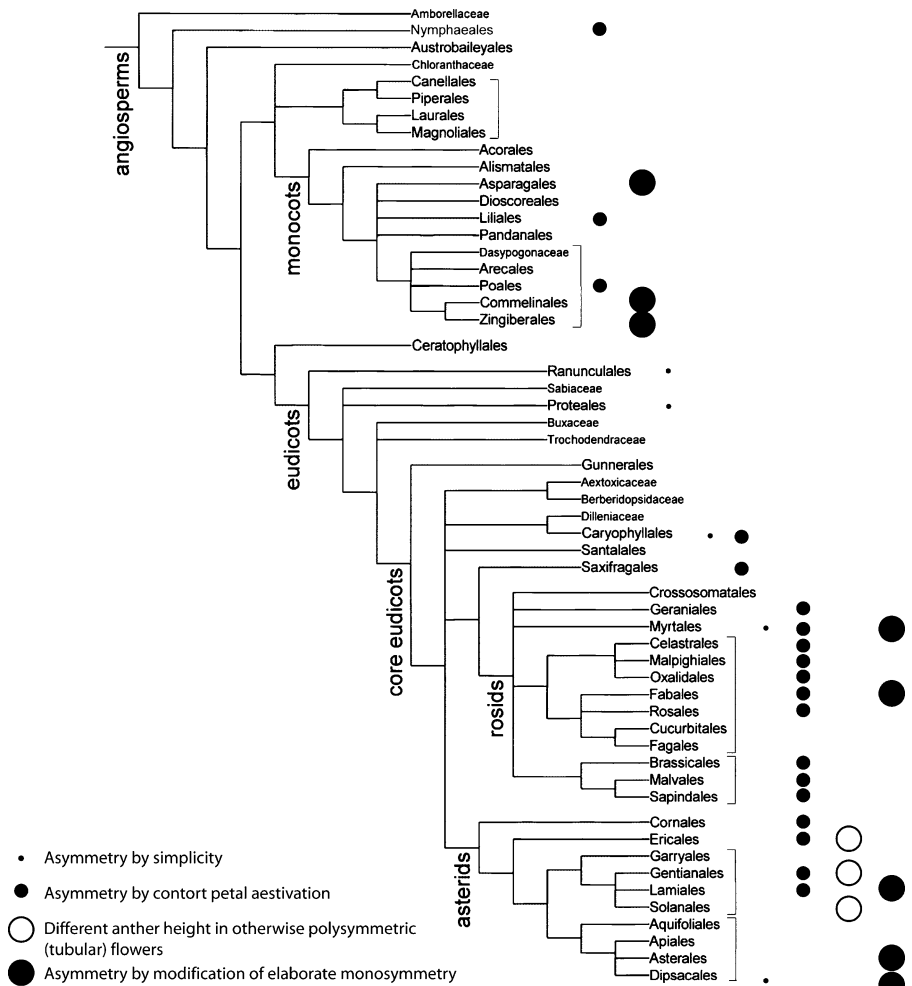 Amborellaceae
Nymphaeales
Austrobaileyales
Chloranthaceae
Canellales
Piperales
Laurales
Magnoliales
angiosperms
Acorales
Alismatales
Asparagales
Dioscoreales
Liliales
Pandanales
Dasypogonaceae
Arecales
Poales
Commelinales
Zingiberales
monocots
Ceratophyllales
Ranunculales
Sabiaceae
Proteales
Buxaceae
Trochodendraceae
eudicots
Gunnerales
Aextoxicaceae
Berberidopsidaceae
Dilleniaceae
Caryophyllales
Santalales
Saxifragales
core eudicots
Crossosomatales
Geraniales
Myrtales
Celastrales
Malpighiales
Oxalidales
Fabales
Rosales
Cucurbitales
Fagales
Brassicales
Malvales
Sapindales
rosids
Cornales
Ericales
Garryales
Gentianales
Lamiales
Solanales
Aquifoliales
Apiales
Asterales
Dipsacales
asterids
Asymmetry by simplicity
Asymmetry by contort petal aestivation
Different anther height in otherwise polysymmetric
(tubular) flowers
Asymmetry by modification of elaborate monosymmetry